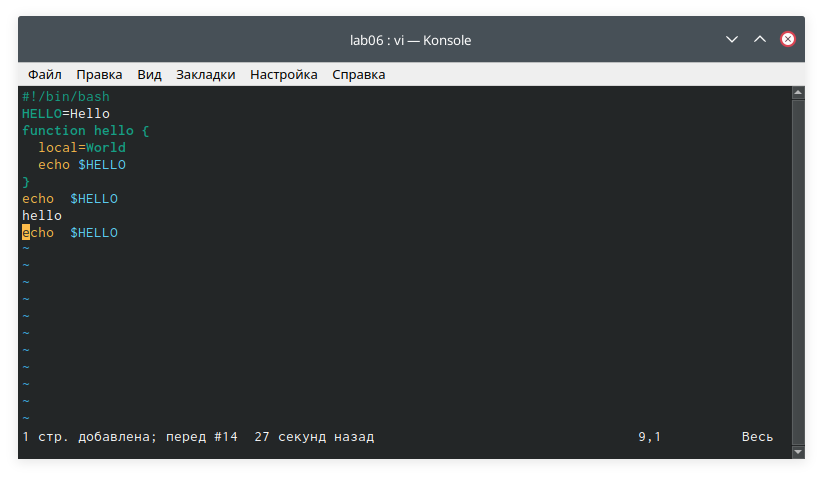 lab06 : vi — Konsole
Файл Правка Вид Закладки Настройка Справка
#!/bin/bash
HELLO=Hello
function hello {
  local=World
  echo $HELLO
}
echo  $HELLO
hello
echo  $HELLO
~
~
~
~
~
~
~
~
~
~
~
1 стр. добавлена; перед #14  27 секунд назад 9,1 Весь